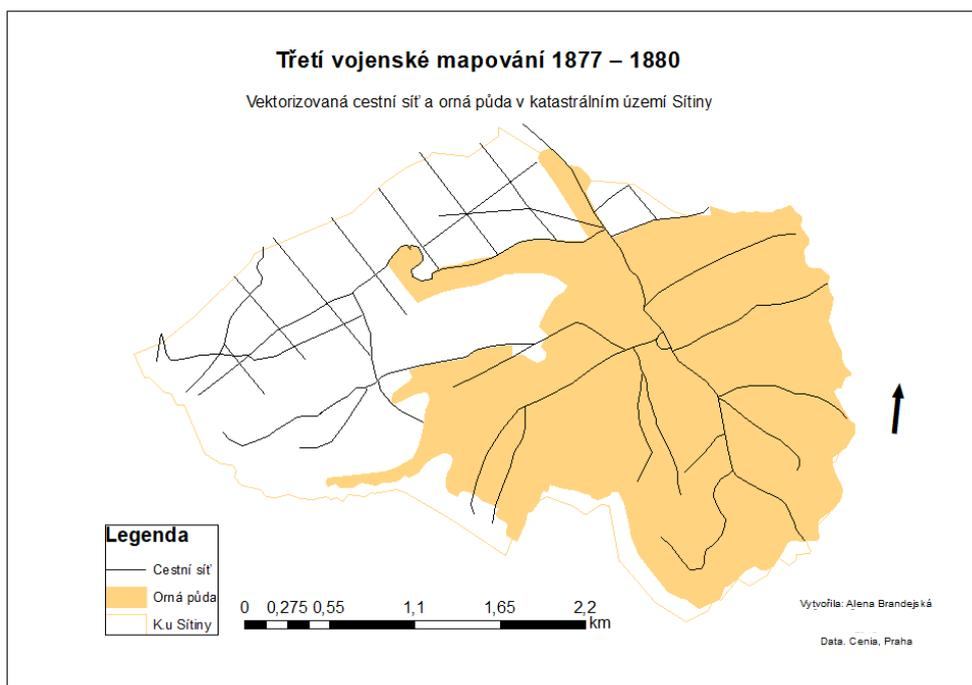 Třetí vojenské mapování 1877 – 1880
Vektorizovaná cestní síť a orná půda v katastrálním území Sítiny
Legenda
Cestní síť
Orná půda
K.u Sítiny
0 0,275 0,55 1,1 1,65 2,2
km
Vytvořila: Alena Brandejská
Data. Cenia, Praha